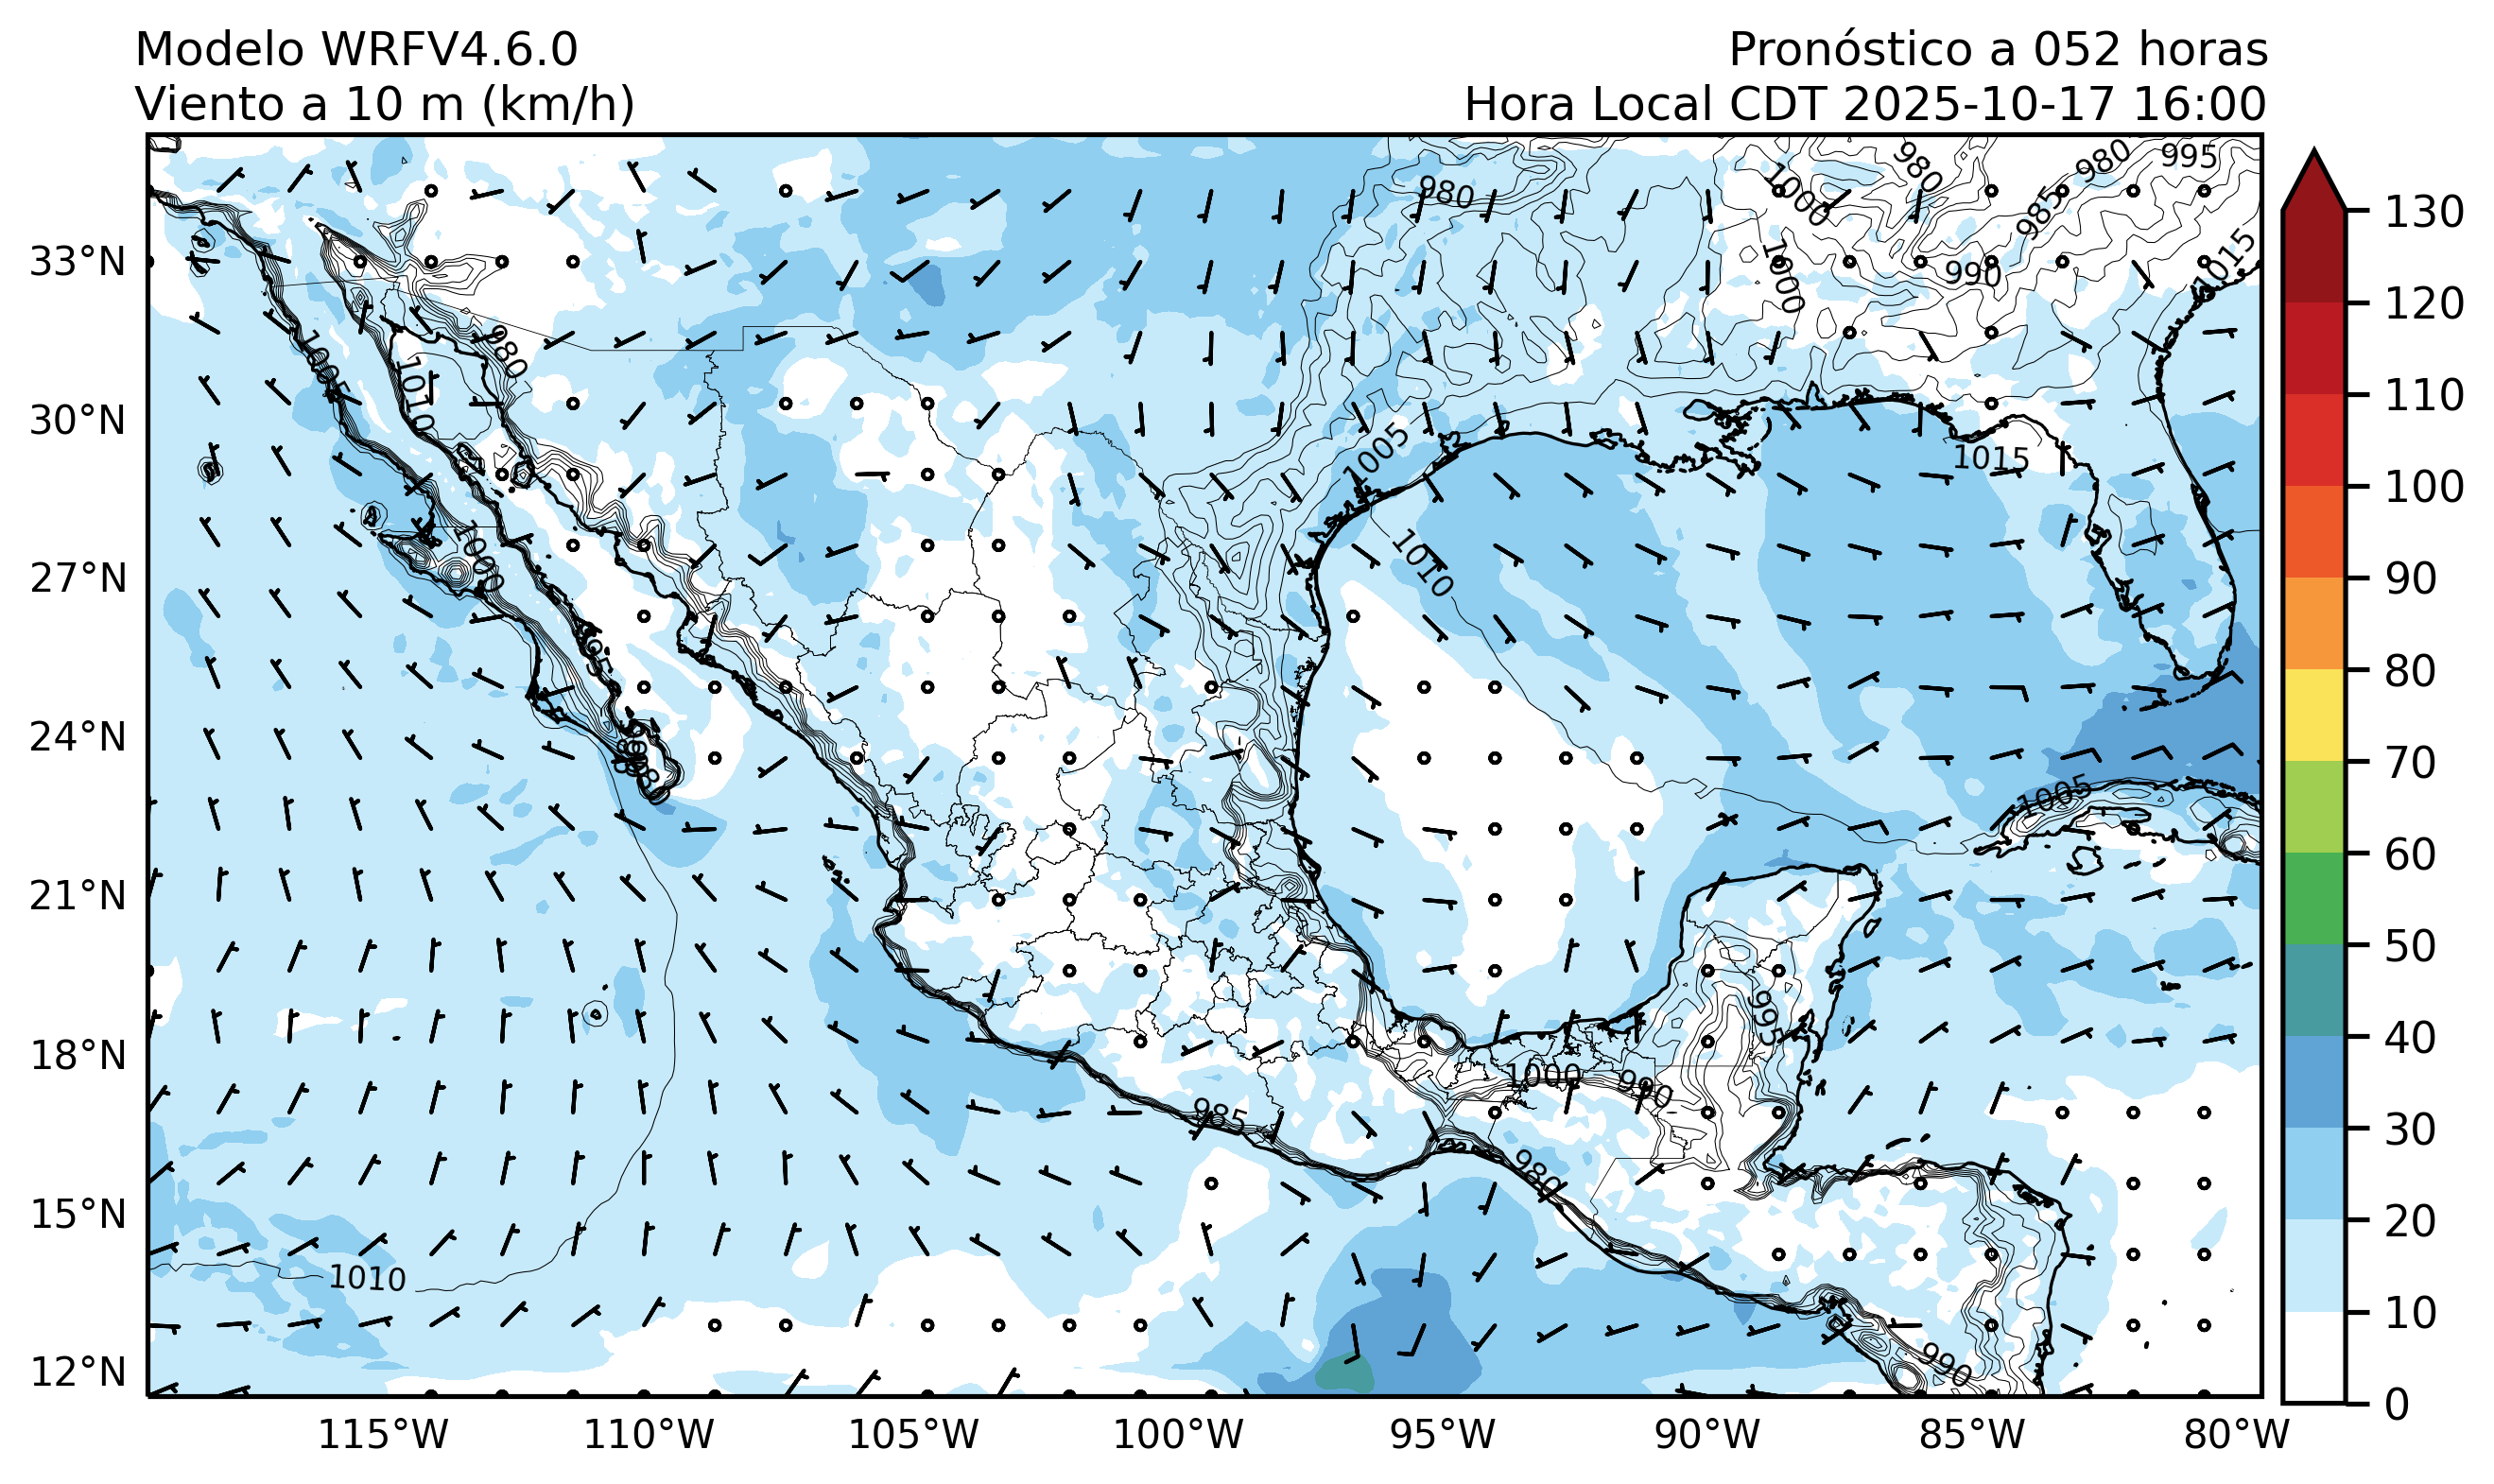 Modelo WRFV4.6.0
Pronóstico a 052 horas
Viento a 10 m (km/h)
Hora Local CDT 2025-10-17 16:00
980
1000
980
985
980
995
1015
990
1000
33°N
1005
1010
980
30°N
1005
1015
1010
1000
27°N
995
24°N
980
1005
21°N
995
18°N
1000
990
985
980
15°N
1010
990
12°N
115°W
110°W
105°W
100°W
95°W
90°W
85°W
80°W
130
120
110
100
90
80
70
60
50
40
30
20
10
0